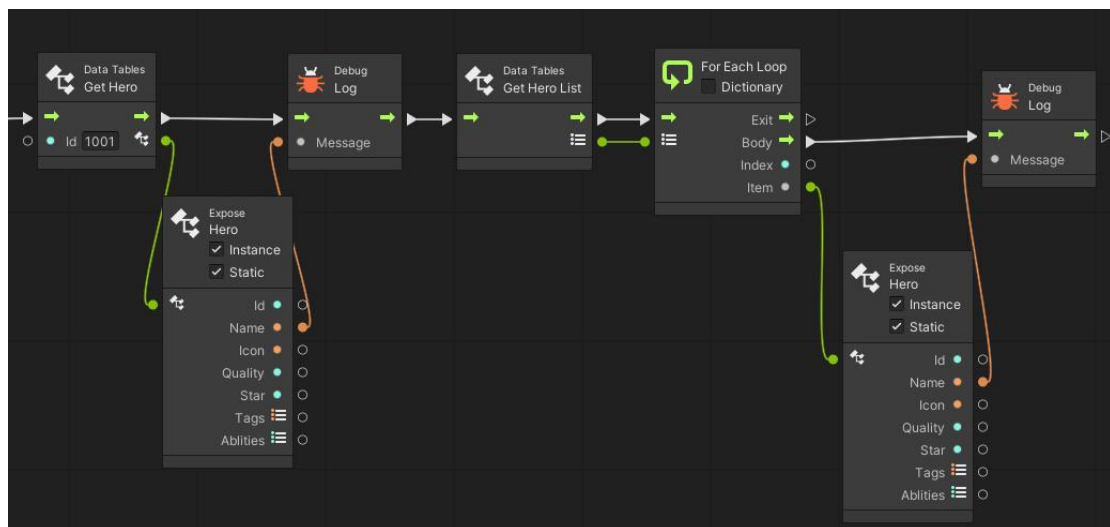 Data Tables
Get Hero
Id 1001
Debug
Log
Message
Data Tables
Get Hero List
For Each Loop
Dictionary
Exit
Body
Index
Item
Debug
Log
Message
Expose
Hero
Instance
Static
Id
Name
Icon
Quality
Star
Tags
Ablities
Expose
Hero
Instance
Static
Id
Name
Icon
Quality
Star
Tags
Ablities